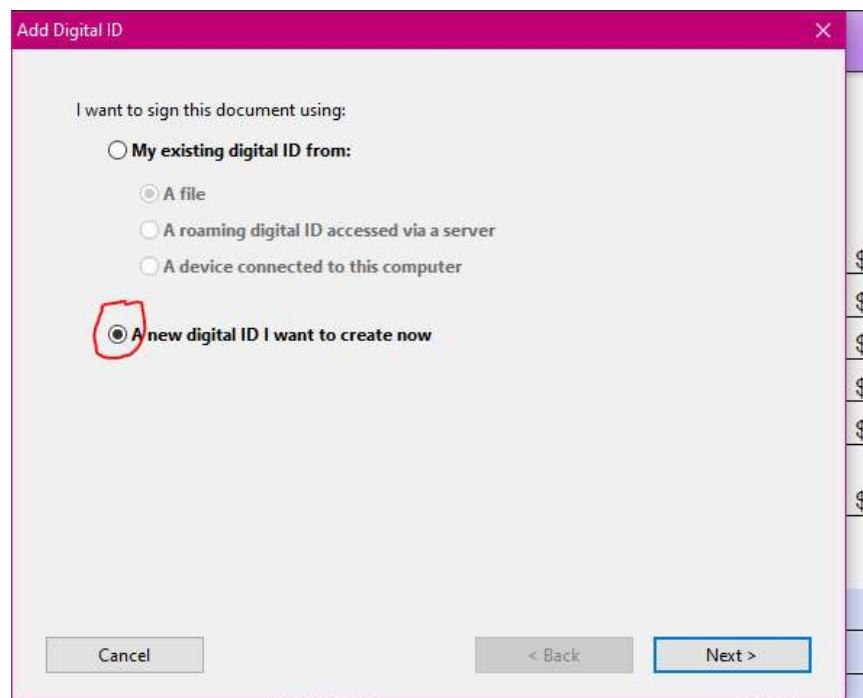 Add Digital ID
I want to sign this document using:
My existing digital ID from:
A file
A roaming digital ID accessed via a server
A device connected to this computer
$
$
$
A new digital ID I want to create now
$
$
$
Cancel
< Back
Next >